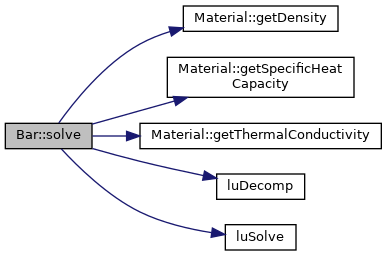 Bar::solve
Material::getDensity
Material::getSpecificHeat
Capacity
Material::getThermalConductivity
luDecomp
luSolve